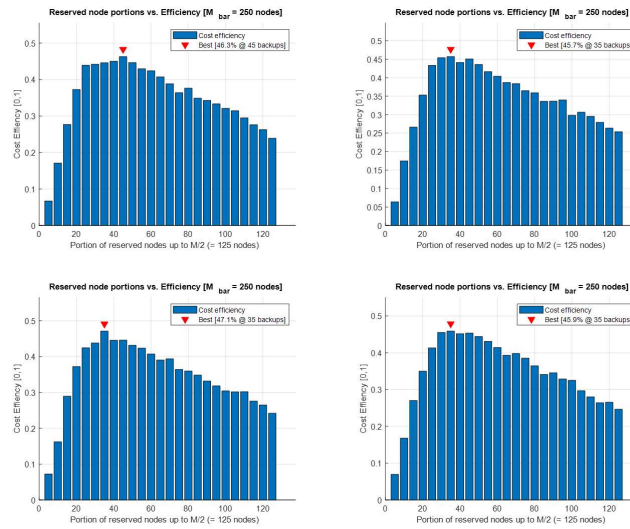 Reserved node portions vs. Efficiency [M bar = 250 nodes]
Cost efficiency
Best [46.3% @ 45 backups]
0.5
0.4
0.3
0.2
0.1
0
Cost Effiency [0,1]
0 20 40 60 80 100 120
Portion of reserved nodes up to M/2 (= 125 nodes)
Reserved node portions vs. Efficiency [M bar = 250 nodes]
Cost efficiency
Best [45.7% @ 35 backups
0.5
0.45
0.4
0.35
0.3
0.25
0.2
0.15
0.1
0.05
0
Cost Effiency [0,1]
0 20 40 60 80 100 120
Portion of reserved nodes up to M/2 (= 125 nodes)
Reserved node portions vs. Efficiency [M bar = 250 nodes]
Cost efficiency
Best [47.1% @ 35 backups]
0.5
0.4
0.3
0.2
0.1
0
Cost Effiency [0,1]
0 20 40 60 80 100 120
Portion of reserved nodes up to M/2 (= 125 nodes)
Reserved node portions vs. Efficiency [M bar = 250 nodes]
Cost efficiency
Best [45.9% @ 35 backups
0.5
0.4
0.3
0.2
0.1
0
Cost Effiency [0,1]
0 20 40 60 80 100 120
Portion of reserved nodes up to M/2 (= 125 nodes)